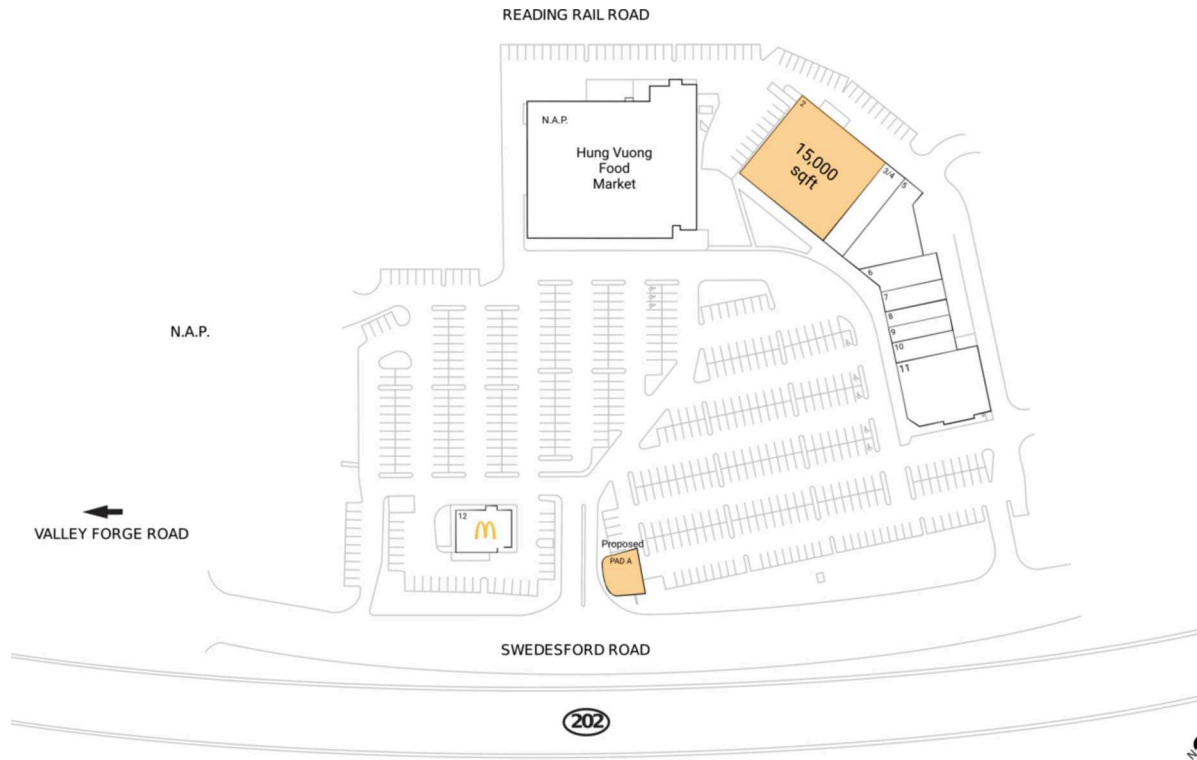 READING RAIL ROAD
N.A.P.
Hung Vuong
Food
Market
2
15,000
sqft
3/4
5
6
7
8
9
10
11
N.A.P.
VALLEY FORGE ROAD
12
Proposed
PAD A
SWEDESFORD ROAD
202
N